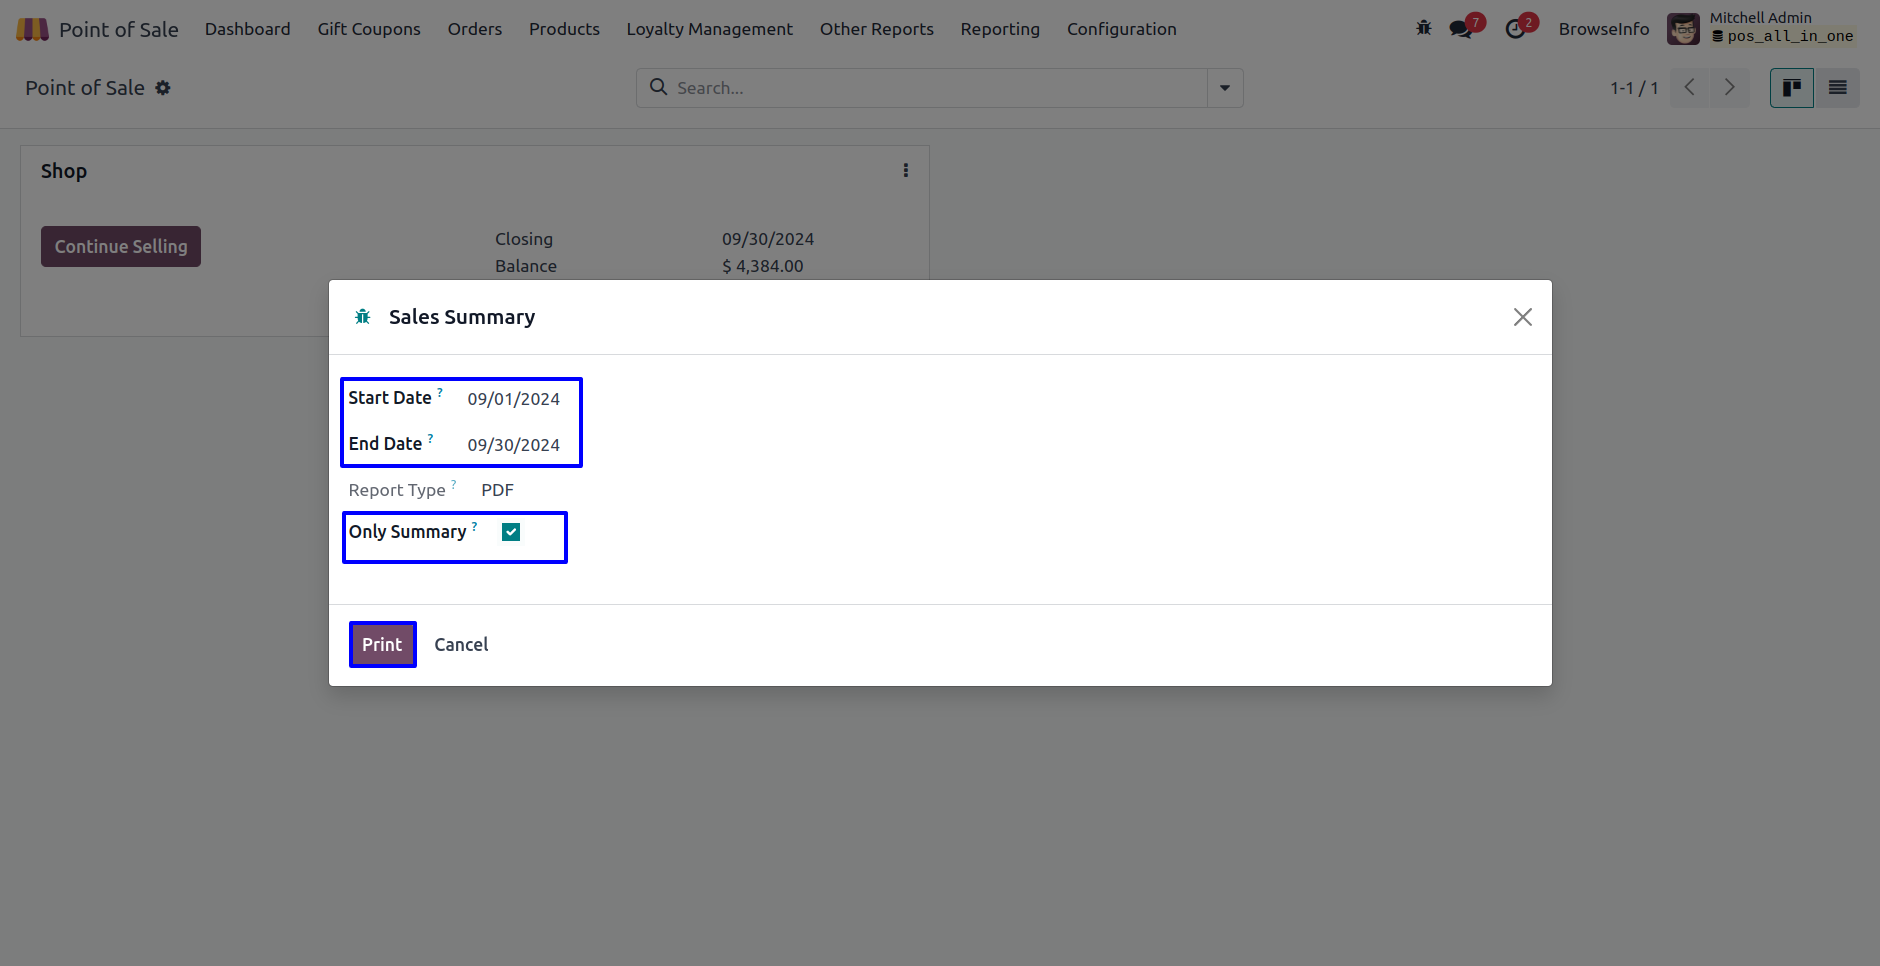 Point of Sale Dashboard Gift Coupons Orders Products Loyalty Management Other Reports Reporting Configuration 7 2 BrowseInfo Mitchell Admin
pos_all_in_one
Point of Sale Search... 1-1 / 1
Shop
Continue Selling
Closing 09/30/2024
Balance $ 4,384.00
Sales Summary
Start Date ? 09/01/2024
End Date ? 09/30/2024
Report Type ? PDF
Only Summary ?
Print Cancel